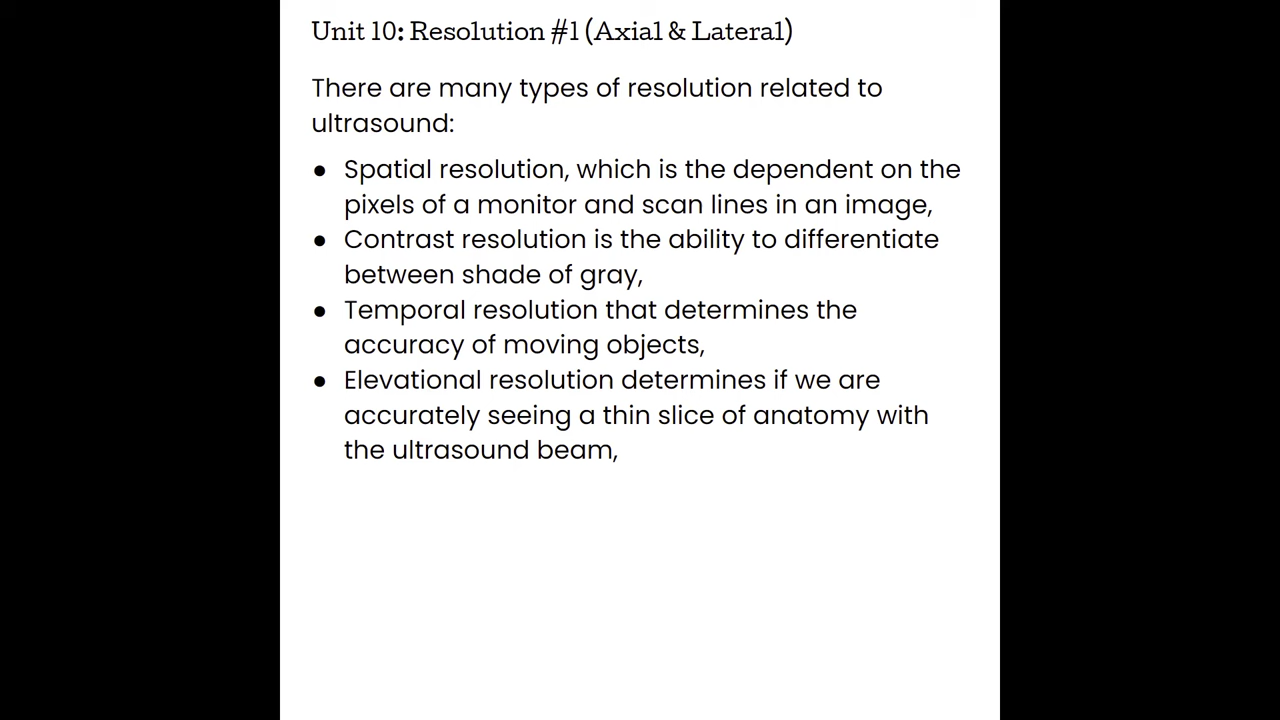 Unit 10: Resolution #1 (Axial & Lateral)
There are many types of resolution related to
ultrasound:
● Spatial resolution, which is the dependent on the
pixels of a monitor and scan lines in an image,
● Contrast resolution is the ability to differentiate
between shade of gray,
● Temporal resolution that determines the
accuracy of moving objects,
● Elevational resolution determines if we are
accurately seeing a thin slice of anatomy with
the ultrasound beam,